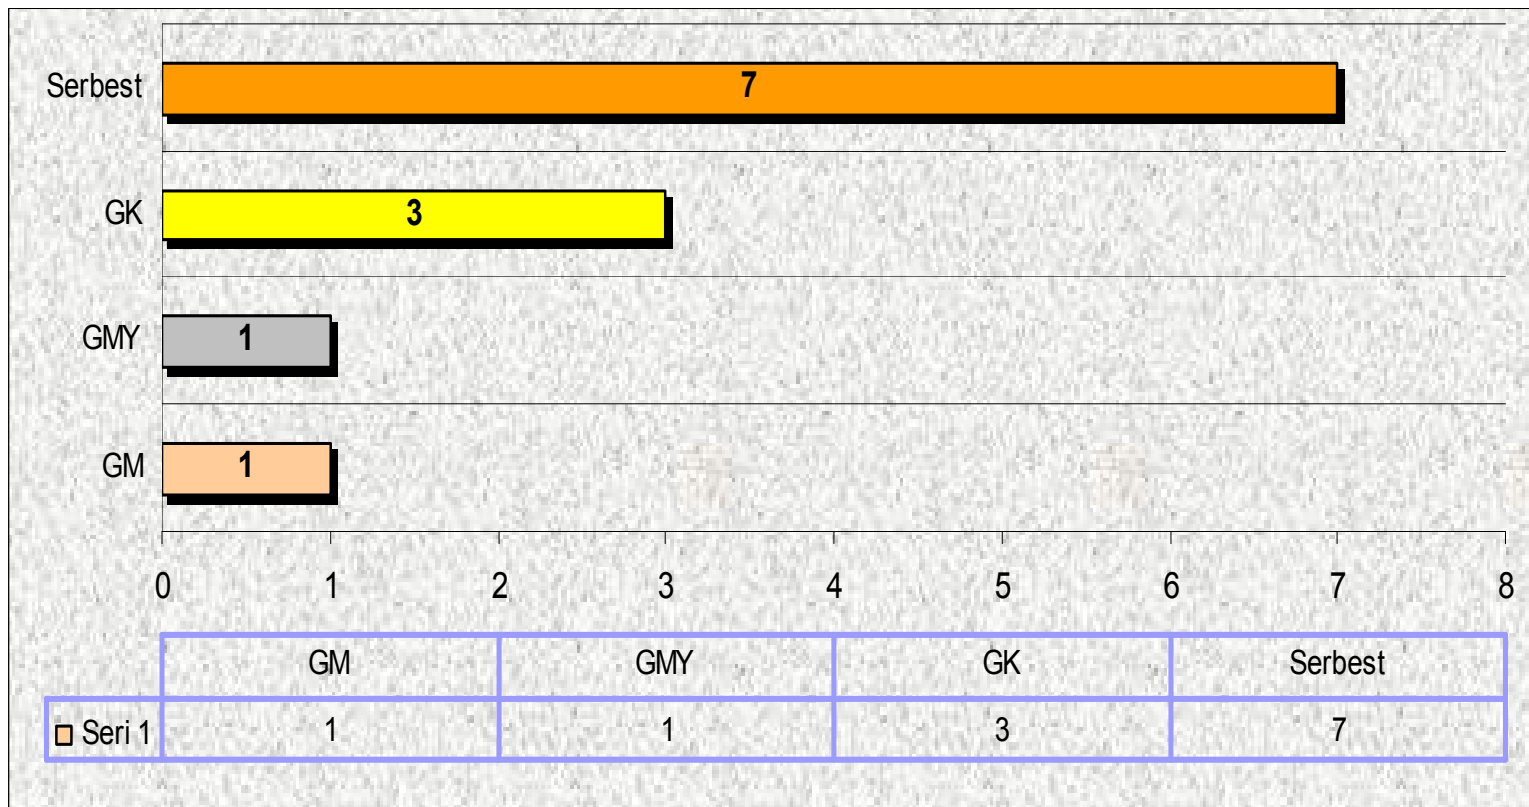 Serbest 7
GK 3
GMY 1
GM 1
0 1 2 3 4 5 6 7 8
GM GMY GK Serbest
Seri 1 1 1 3 7